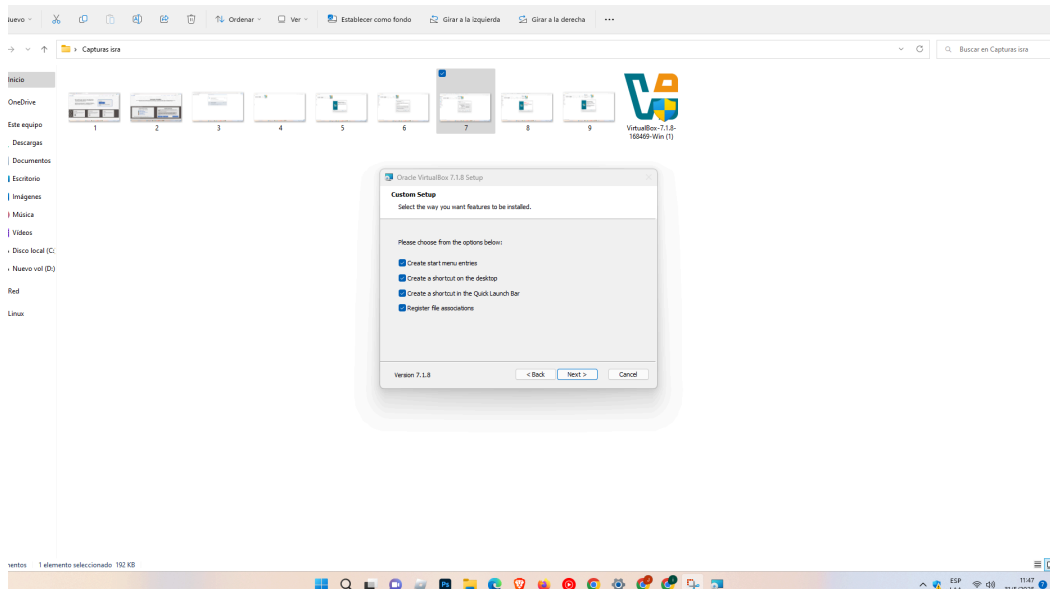 Ordenar
Ver
Establecer como fondo
Girar a la izquierda
Girar a la derecha
Capturas isra
Buscar en Capturas isra
Inicio
OneDrive
Este equipo
Descargas
Documentos
Escritorio
Imágenes
Música
Vídeos
Disco local (C:
Nuevo vol (D:)
Red
Linux
1
2
3
4
5
6
7
8
9
VirtualBox-7.1.8-
168469-Win (1)
Oracle VirtualBox 7.1.8 Setup
Custom Setup
Select the way you want features to be installed.
Please choose from the options below:
Create start menu entries
Create a shortcut on the desktop
Create a shortcut in the Quick Launch Bar
Register file associations
Version 7.1.8
< Back
Next >
Cancel
1 elemento seleccionado 192 KB
Ps
ESP
11:47